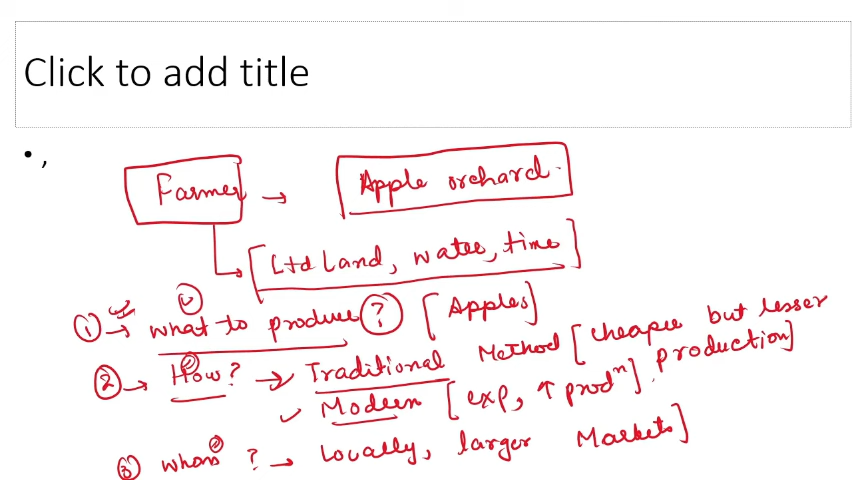 Click to add title
• ,
Farmer → Apple orchard.
[Ltd Land, water, time]
① → what to produce ? [Apples]
② → How? → Traditional Method [cheaper but lesser production]
Modern [exp, ↑ prodⁿ].
③ whom ? → Locally, larger Markets]